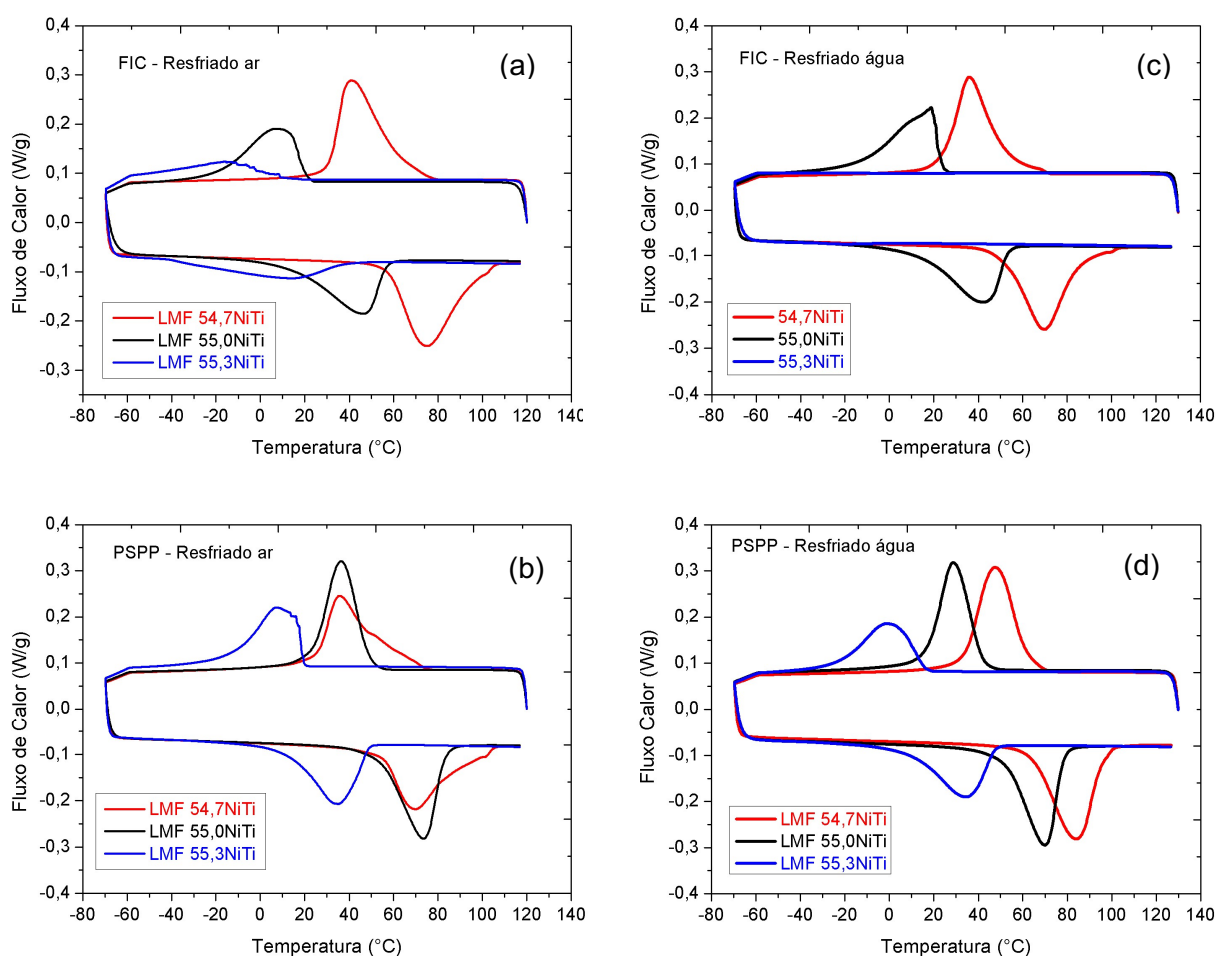 FIC - Resfriado ar
(a)
Fluxo de Calor (W/g)
0,4
0,3
0,2
0,1
0,0
-0,1
-0,2
-0,3
LMF 54,7NiTi
LMF 55,0NiTi
LMF 55,3NiTi
-80 -60 -40 -20 0 20 40 60 80 100 120 140
Temperatura (°C)
FIC - Resfriado água
(c)
Fluxo de Calor (W/g)
0,4
0,3
0,2
0,1
0,0
-0,1
-0,2
-0,3
-0,4
54,7NiTi
55,0NiTi
55,3NiTi
-80 -60 -40 -20 0 20 40 60 80 100 120 140
Temperatura (°C)
PSPP - Resfriado ar
(b)
Fluxo de Calor (W/g)
0,4
0,3
0,2
0,1
0,0
-0,1
-0,2
-0,3
-0,4
LMF 54,7NiTi
LMF 55,0NiTi
LMF 55,3NiTi
-80 -60 -40 -20 0 20 40 60 80 100 120 140
Temperatura (°C)
PSPP - Resfriado água
(d)
Fluxo Calor (W/g)
0,4
0,3
0,2
0,1
0,0
-0,1
-0,2
-0,3
-0,4
LMF 54,7NiTi
LMF 55,0NiTi
LMF 55,3NiTi
-80 -60 -40 -20 0 20 40 60 80 100 120 140
Temperatura (°C)